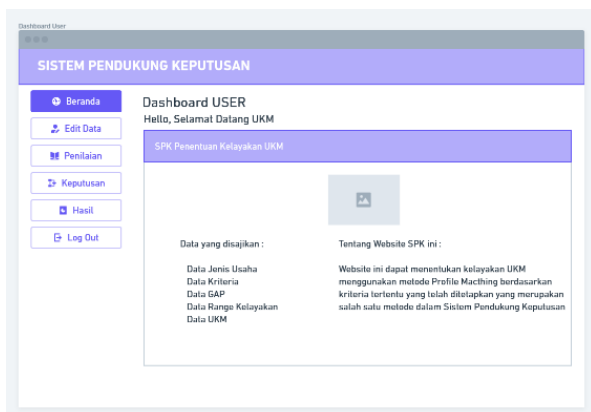 Dashboard User
SISTEM PENDUKUNG KEPUTUSAN
Beranda
Edit Data
Penilaian
Keputusan
Hasil
Log Out
Dashboard USER
Hello, Selamat Datang UKM
SPK Penentuan Kelayakan UKM
Data yang disajikan :
Data Jenis Usaha
Data Kriteria
Data GAP
Data Range Kelayakan
Data UKM
Tentang Website SPK ini :
Website ini dapat menentukan kelayakan UKM
menggunakan metode Profile Macthing berdasarkan
kriteria tertentu yang telah ditetapkan yang merupakan
salah satu metode dalam Sistem Pendukung Keputusan